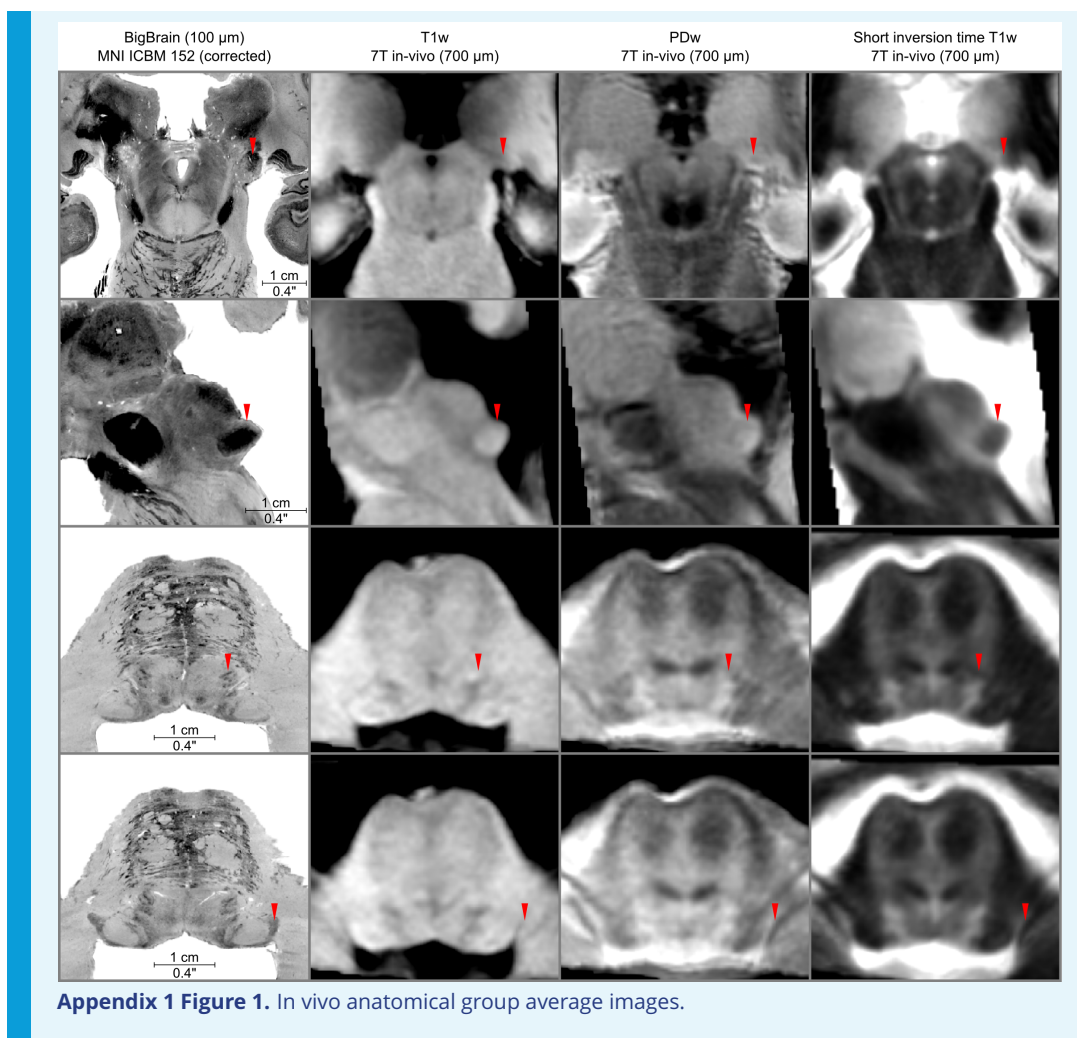 BigBrain (100 μm)
MNI ICBM 152 (corrected)
T1w
7T in-vivo (700 μm)
PDw
7T in-vivo (700 μm)
Short inversion time T1w
7T in-vivo (700 μm)
1 cm
0.4"
1 cm
0.4"
1 cm
0.4"
1 cm
0.4"
Appendix 1 Figure 1. In vivo anatomical group average images.